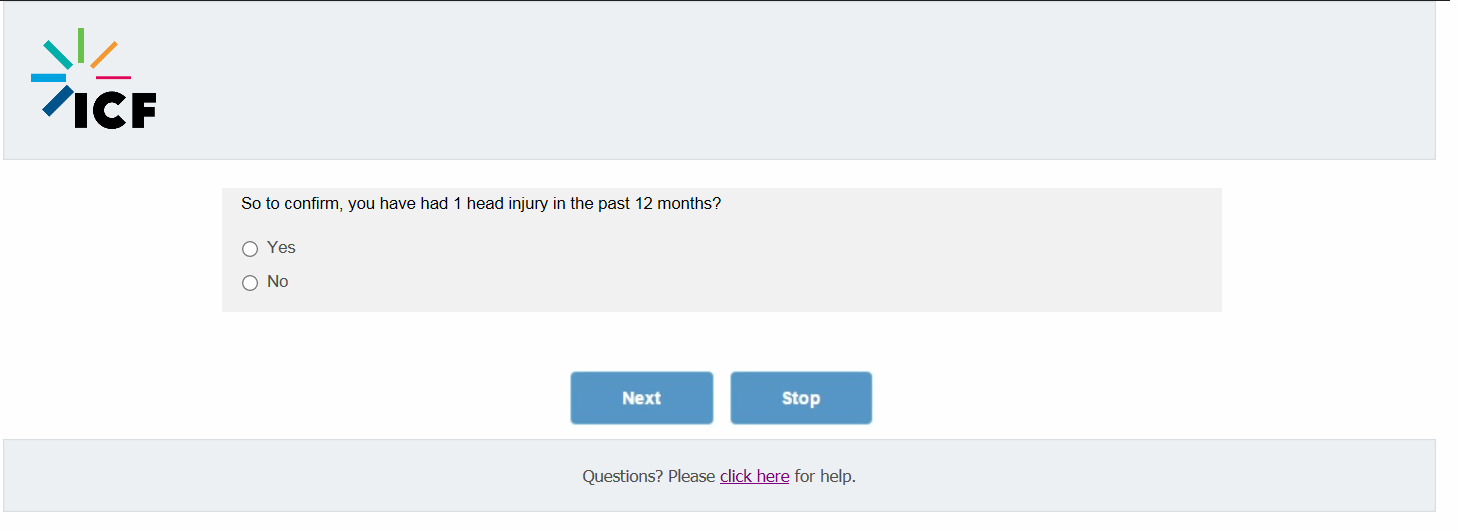 ICF
So to confirm, you have had 1 head injury in the past 12 months?
Yes
No
Next Stop
Questions? Please click here for help.